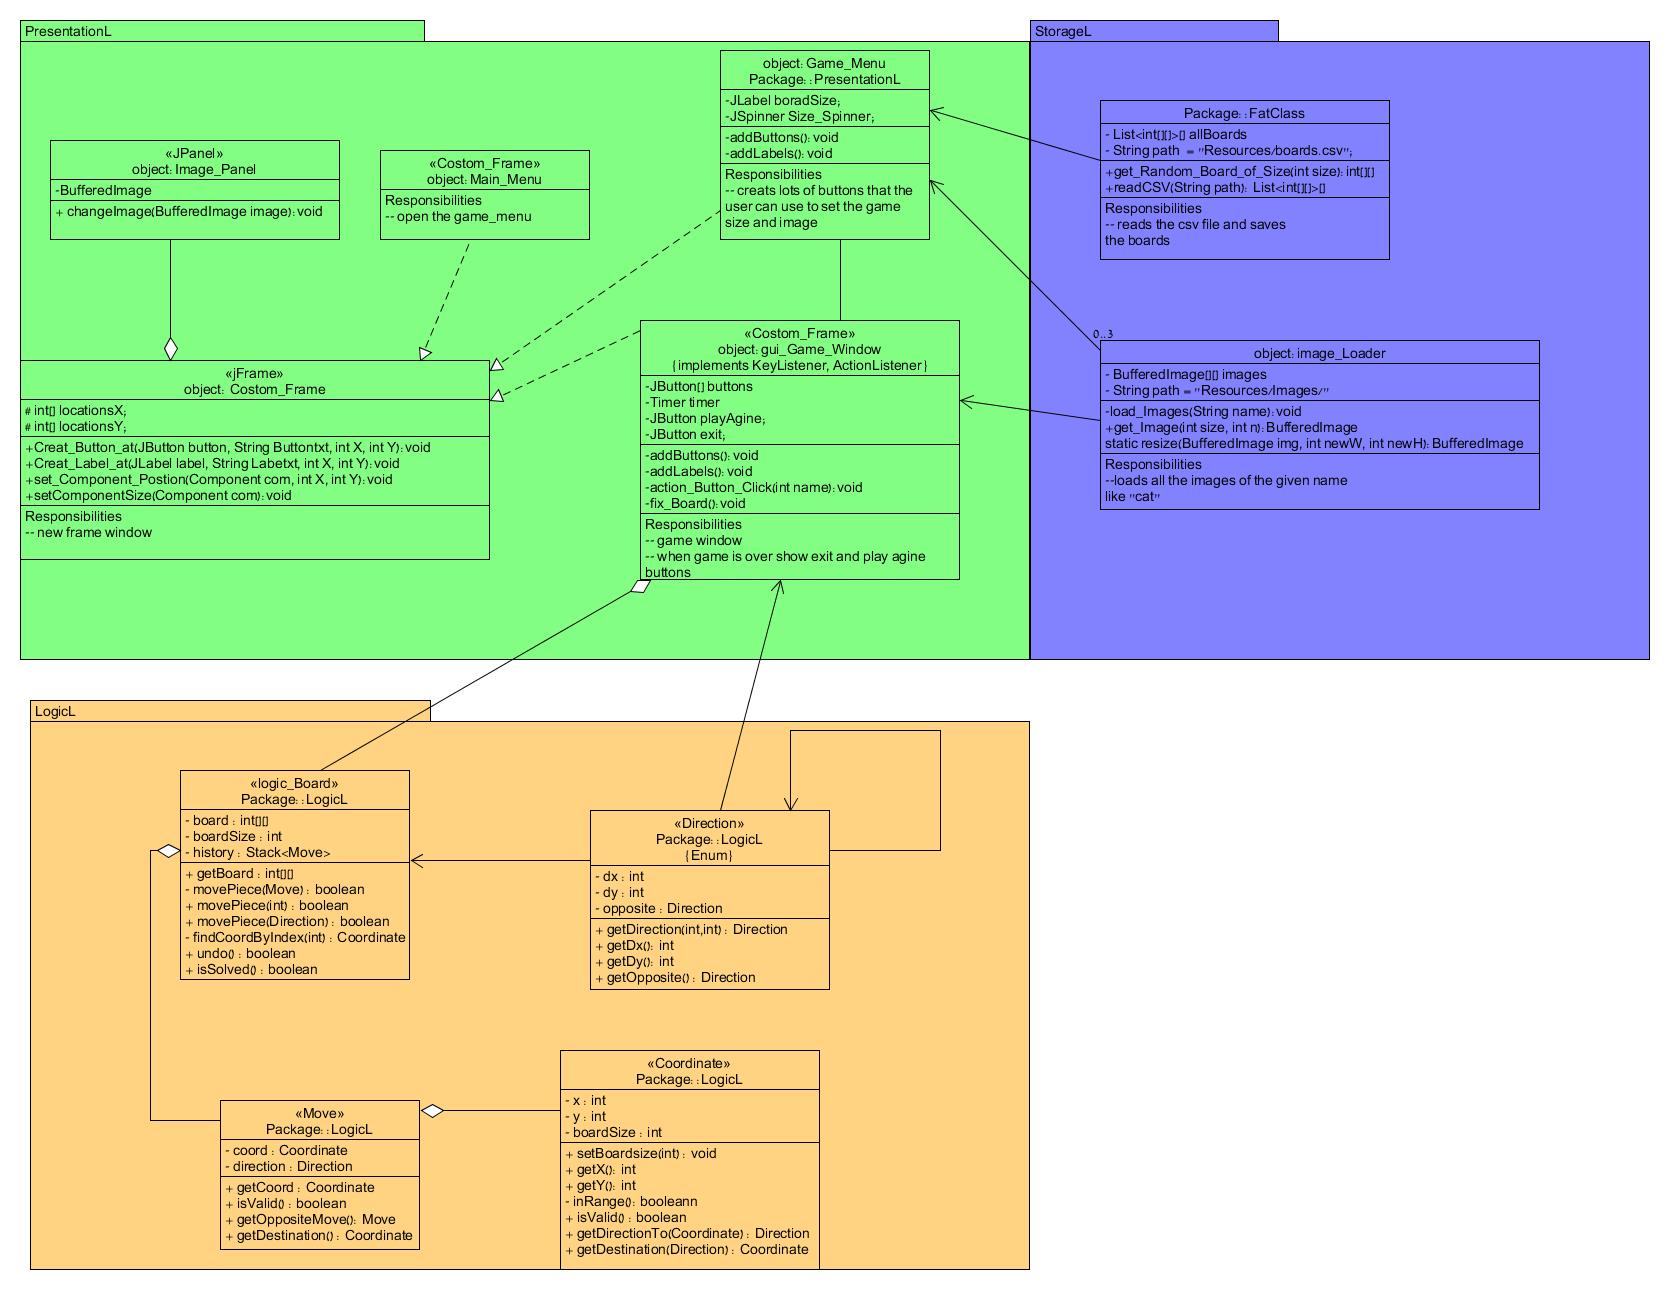 PresentationL
«JPanel»
object: Image_Panel
-BufferedImage
+ changeImage(BufferedImage image): void
«Costom_Frame»
object: Main_Menu
Responsibilities
-- open the game_menu
object: Game_Menu
Package::PresentationL
-JLabel boradSize;
-JSpinner Size_Spinner;
-addButtons(): void
-addLabels(): void
Responsibilities
-- creats lots of buttons that the
user can use to set the game
size and image
«jFrame»
object: Costom_Frame
# int[] locationsX;
# int[] locationsY;
+Creat_Button_at(JButton button, String Buttontxt, int X, int Y): void
+Creat_Label_at(JLabel label, String Labetxt, int X, int Y): void
+set_Component_Postion(Component com, int X, int Y): void
+setComponentSize(Component com): void
Responsibilities
-- new frame window
«Costom_Frame»
object: gui_Game_Window
{implements KeyListener, ActionListener}
-JButton[] buttons
-Timer timer
-JButton playAgine;
-JButton exit;
-addButtons(): void
-addLabels(): void
-action_Button_Click(int name): void
-fix_Board(): void
Responsibilities
-- game window
-- when game is over show exit and play agine
buttons
StorageL
Package::FatClass
- List<int[][]>[] allBoards
- String path = "Resources/boards.csv";
+get_Random_Board_of_Size(int size): int[][]
+readCSV(String path): List<int[][]>[]
Responsibilities
-- reads the csv file and saves
the boards
0..3
object: image_Loader
- BufferedImage[][] images
- String path = "Resources/Images/"
-load_Images(String name): void
+get_Image(int size, int n): BufferedImage
static resize(BufferedImage img, int newW, int newH): BufferedImage
Responsibilities
--loads all the images of the given name
like "cat"
LogicL
«logic_Board»
Package::LogicL
- board : int[][]
- boardSize : int
- history : Stack<Move>
+ getBoard : int[][]
- movePiece(Move) : boolean
+ movePiece(int) : boolean
+ movePiece(Direction) : boolean
- findCoordByIndex(int) : Coordinate
+ undo() : boolean
+ isSolved() : boolean
«Direction»
Package::LogicL
{Enum}
- dx : int
- dy : int
- opposite : Direction
+ getDirection(int,int) : Direction
+ getDx(): int
+ getDy(): int
+ getOpposite() : Direction
«Move»
Package::LogicL
- coord : Coordinate
- direction : Direction
+ getCoord : Coordinate
+ isValid() : boolean
+ getOppositeMove(): Move
+ getDestination() : Coordinate
«Coordinate»
Package::LogicL
- x : int
- y : int
- boardSize : int
+ setBoardsize(int) : void
+ getX(): int
+ getY(): int
- inRange(): booleann
+ isValid() : boolean
+ getDirectionTo(Coordinate) : Direction
+ getDestination(Direction) : Coordinate